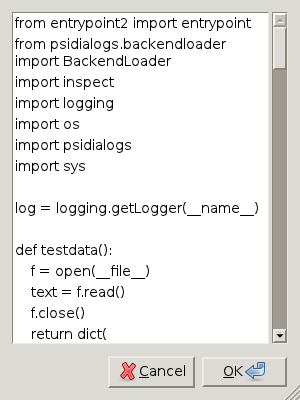 from entrypoint2 import entrypoint
from psidialogs.backendloader
import BackendLoader
import inspect
import logging
import os
import psidialogs
import sys
log = logging.getLogger(__name__)
def testdata():
    f = open(__file__)
    text = f.read()
    f.close()
    return dict(
Cancel
OK